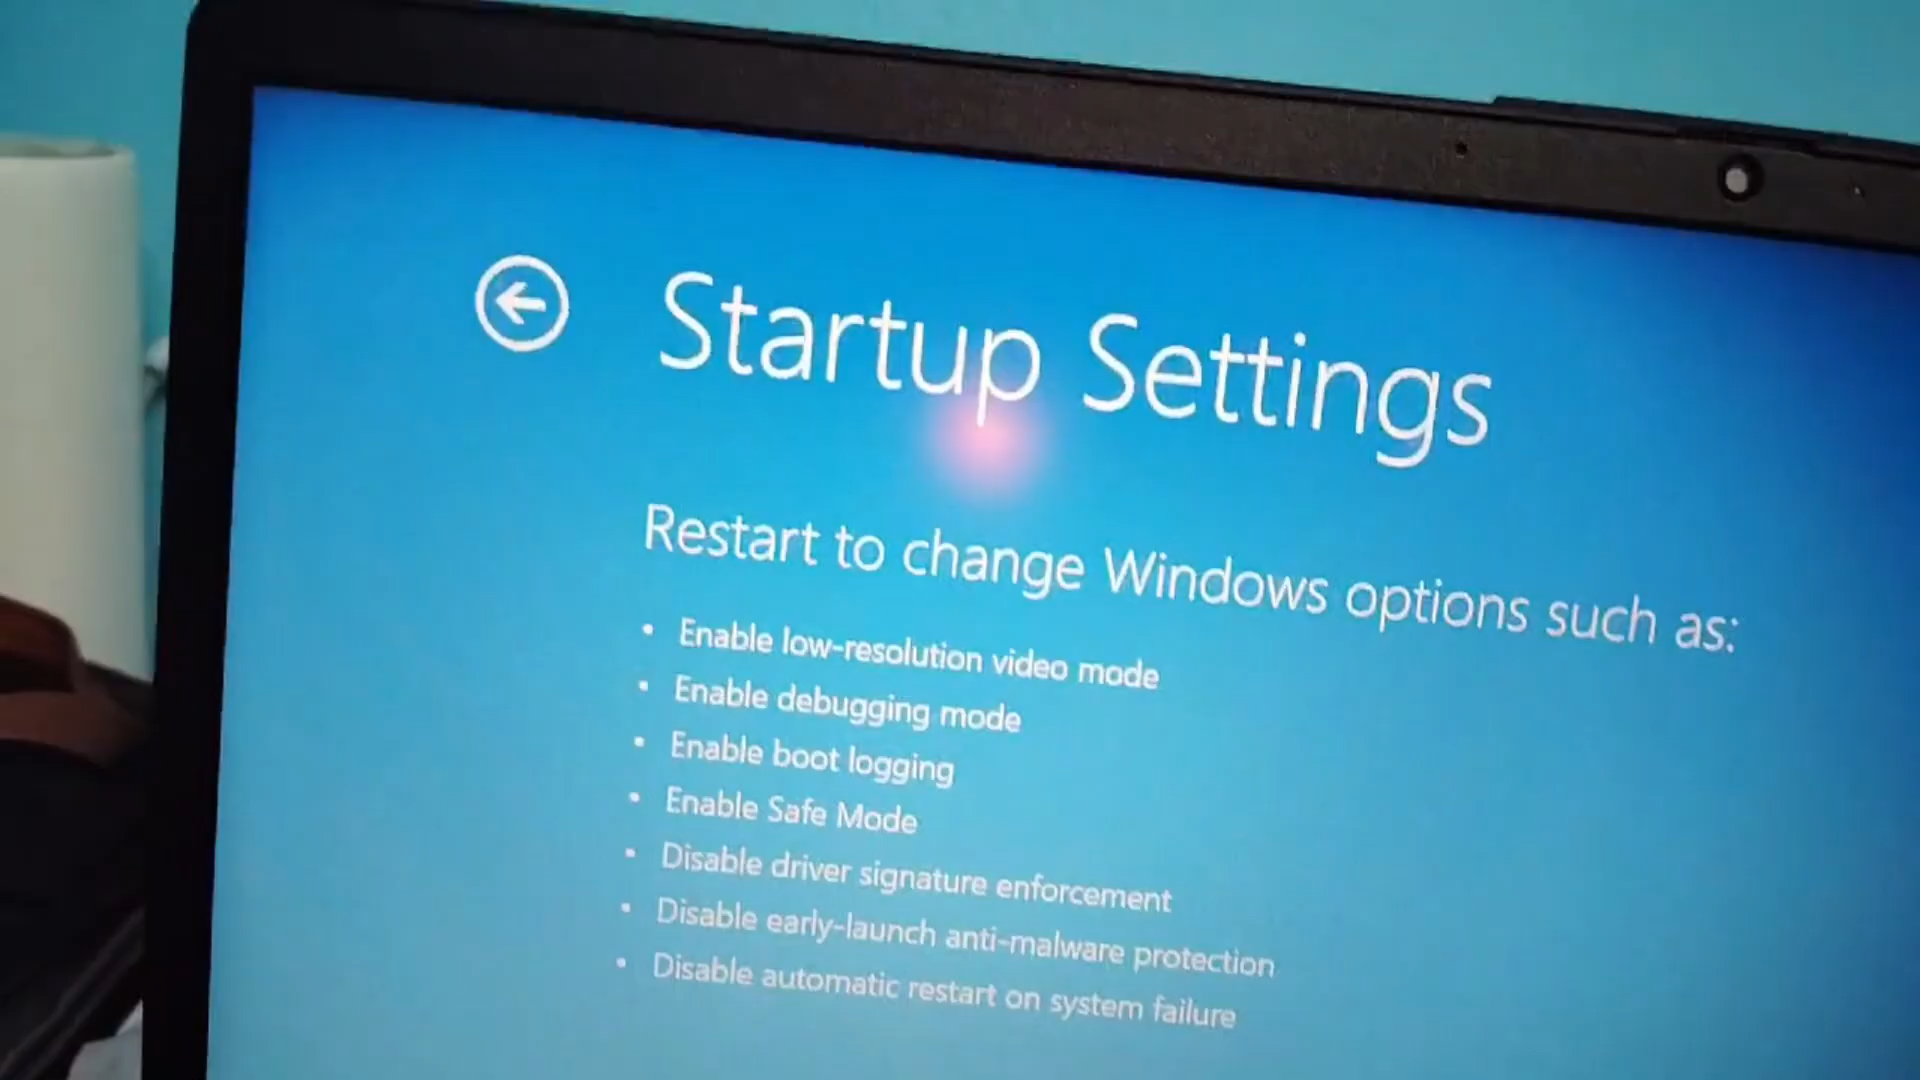 Startup Settings
Restart to change Windows options such as:
• Enable low-resolution video mode
• Enable debugging mode
• Enable boot logging
• Enable Safe Mode
• Disable driver signature enforcement
• Disable early-launch anti-malware protection
• Disable automatic restart on system failure